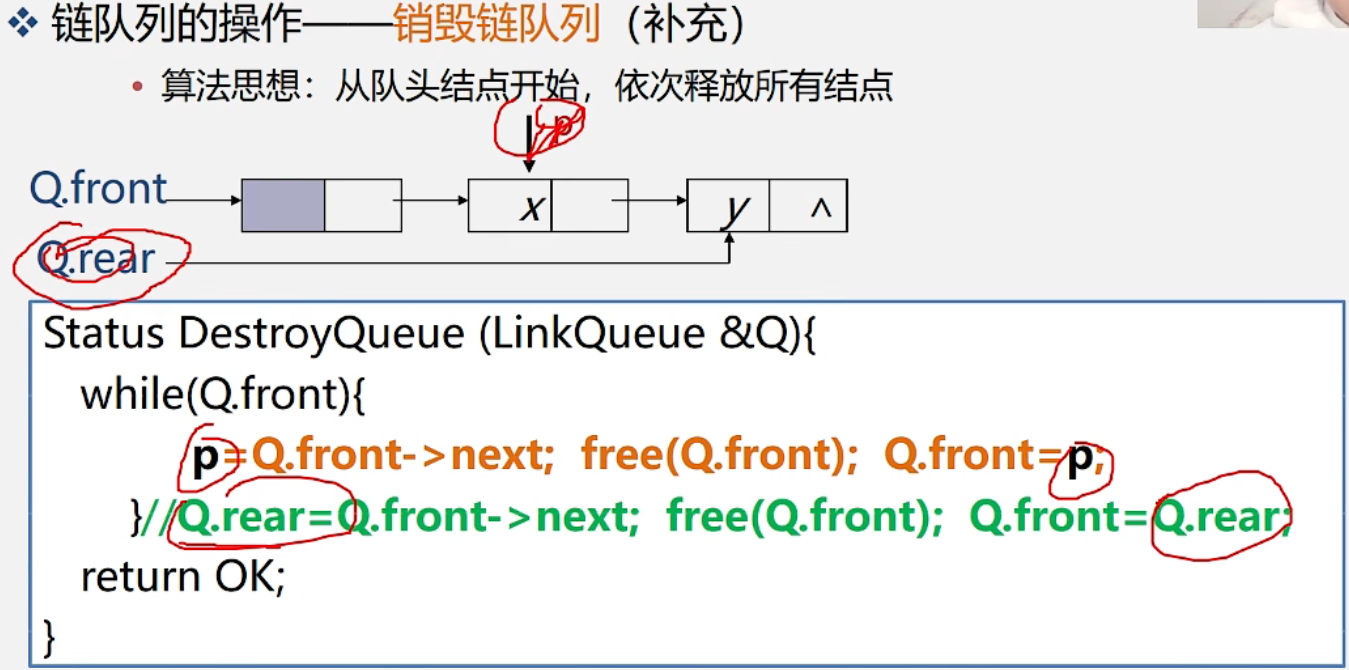 链队列的操作——销毁链队列（补充）
• 算法思想：从队头结点开始，依次释放所有结点
p
Q.front
x
y ∧
Q.rear
Status DestroyQueue (LinkQueue &Q){
while(Q.front){
p=Q.front->next; free(Q.front); Q.front=p;
}//Q.rear=Q.front->next; free(Q.front); Q.front=Q.rear;
return OK;
}